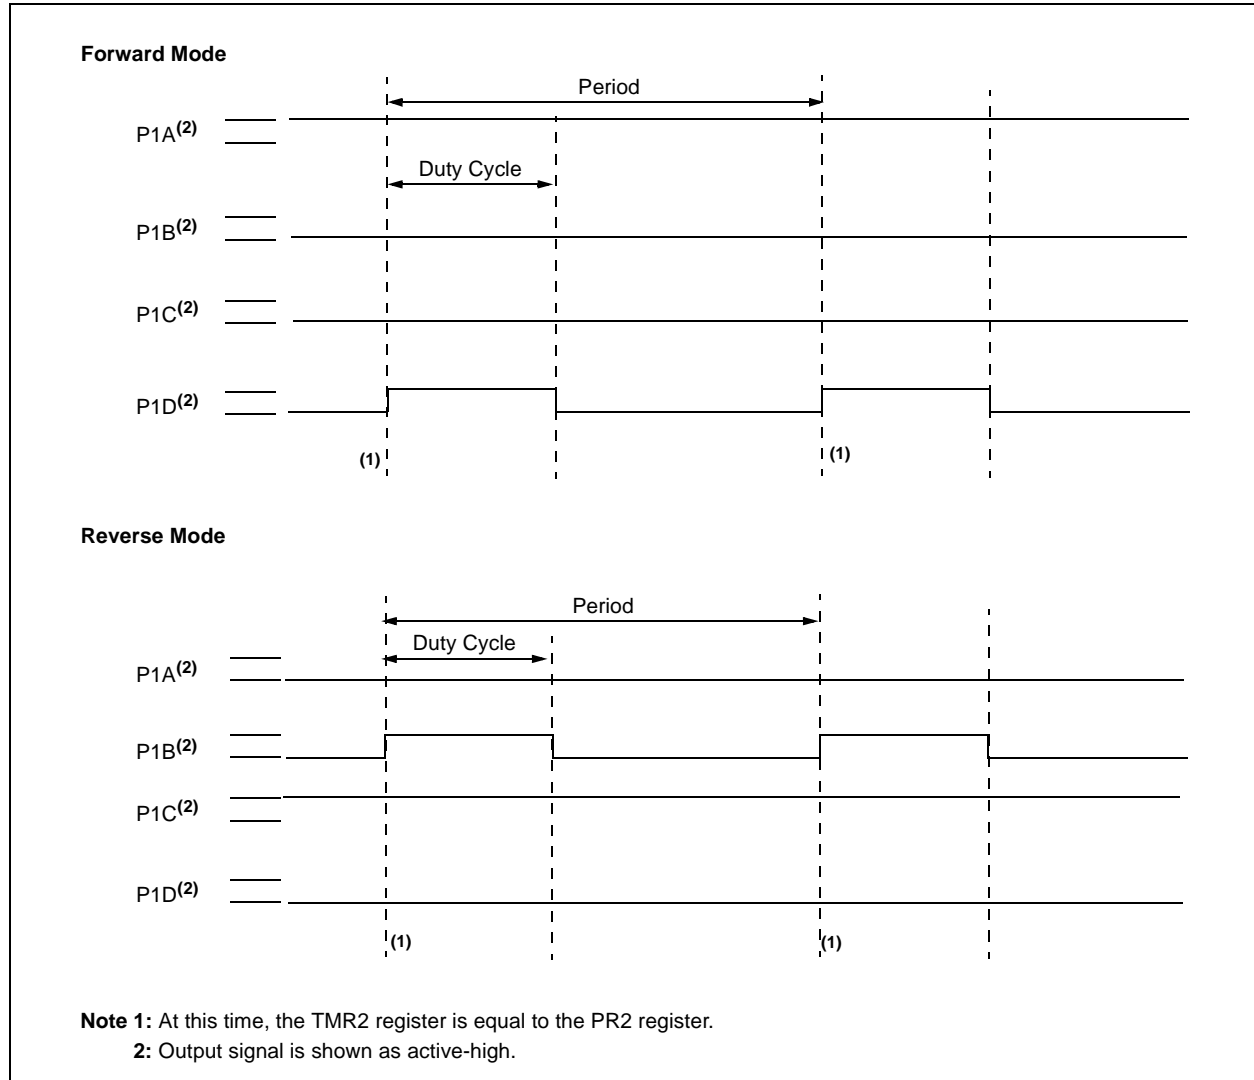 Forward Mode
Period
P1A(2)
Duty Cycle
P1B(2)
P1C(2)
P1D(2)
(1)
(1)
Reverse Mode
Period
Duty Cycle
P1A(2)
P1B(2)
P1C(2)
P1D(2)
(1)
(1)
Note 1: At this time, the TMR2 register is equal to the PR2 register.
2: Output signal is shown as active-high.